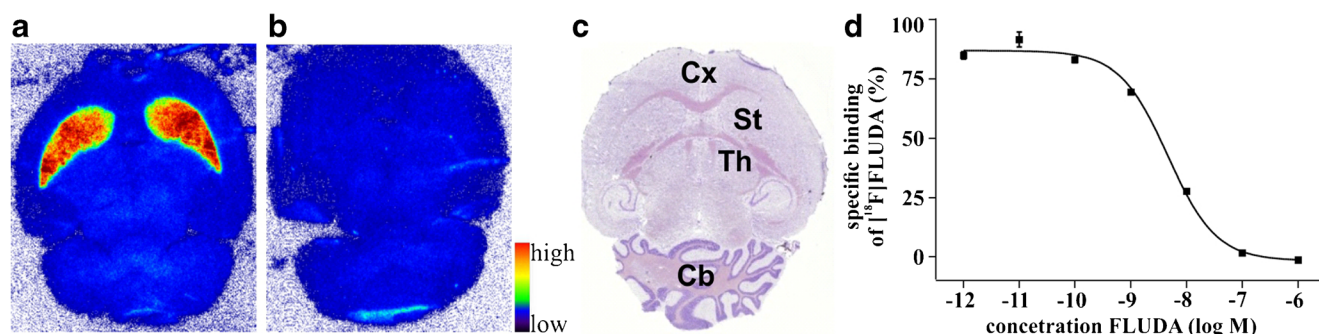 a
b
high
low
c
Cx
St
Th
Cb
d
specific binding
of [¹⁸F]FLUDA (%)
100
75
50
25
0
-12 -11 -10 -9 -8 -7 -6
concetration FLUDA (log M)